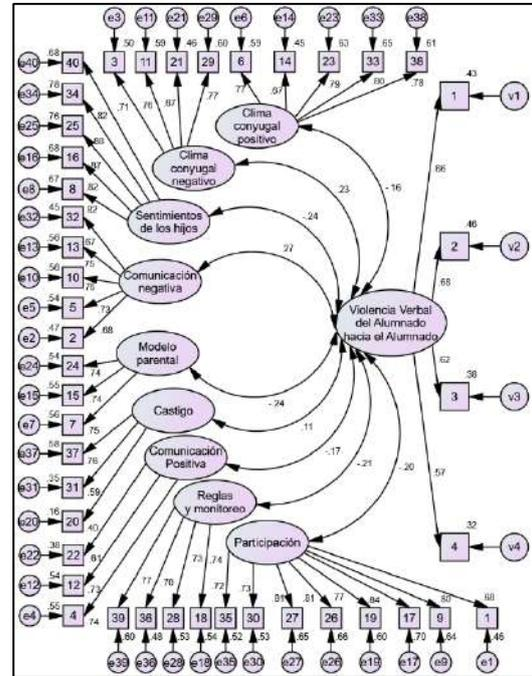 e3 e11 e21 e29 e6 e14 e23 e33 e38
.50 .59 .46 .60 .59 .45 .63 .65 .61
3 11 21 29 6 14 23 33 38
.71 .76 .67 .77 .77 .67 .79 .80 .78
e40 .68 40
e34 .78 34 .82
e25 .76 25 .88
e16 .68 16 .87
e8 .67 8 .82
e32 .45 32 .82
e13 .56 13 .67
e10 .56 10 .75
e5 .54 5 .75
e2 .47 2 .73
.68
e24 .54 24
e15 .55 15 .74
.74
e7 .56 7 .75
e37 .58 37 .76
e31 .35 31 .59
e20 .16 20 .40
e22 .38 22 .61
e12 .54 12 .73
e4 .55 4 .74
Clima
conyugal
positivo
Clima
conyugal
negativo
Sentimientos
de los hijos
Comunicación
negativa
Modelo
parental
Castigo
Comunicación
Positiva
Reglas
y monitoreo
Participación
-.16
.23
-.24
.27
-.24
.11
-.17
-.21
-.20
Violencia Verbal
del Alumnado
hacia el Alumnado
.66
.68
.62
.57
1 .43 v1
2 .46 v2
3 .38 v3
4 .32 v4
.77 .70 .73 .74 .72 .73 .81 .81 .77 .84 .80 .68
39 36 28 18 35 30 27 26 19 17 9 1
.60 .48 .53 .54 .52 .53 .65 .66 .60 .70 .64 .46
e39 e36 e28 e18 e35 e30 e27 e26 e19 e17 e9 e1